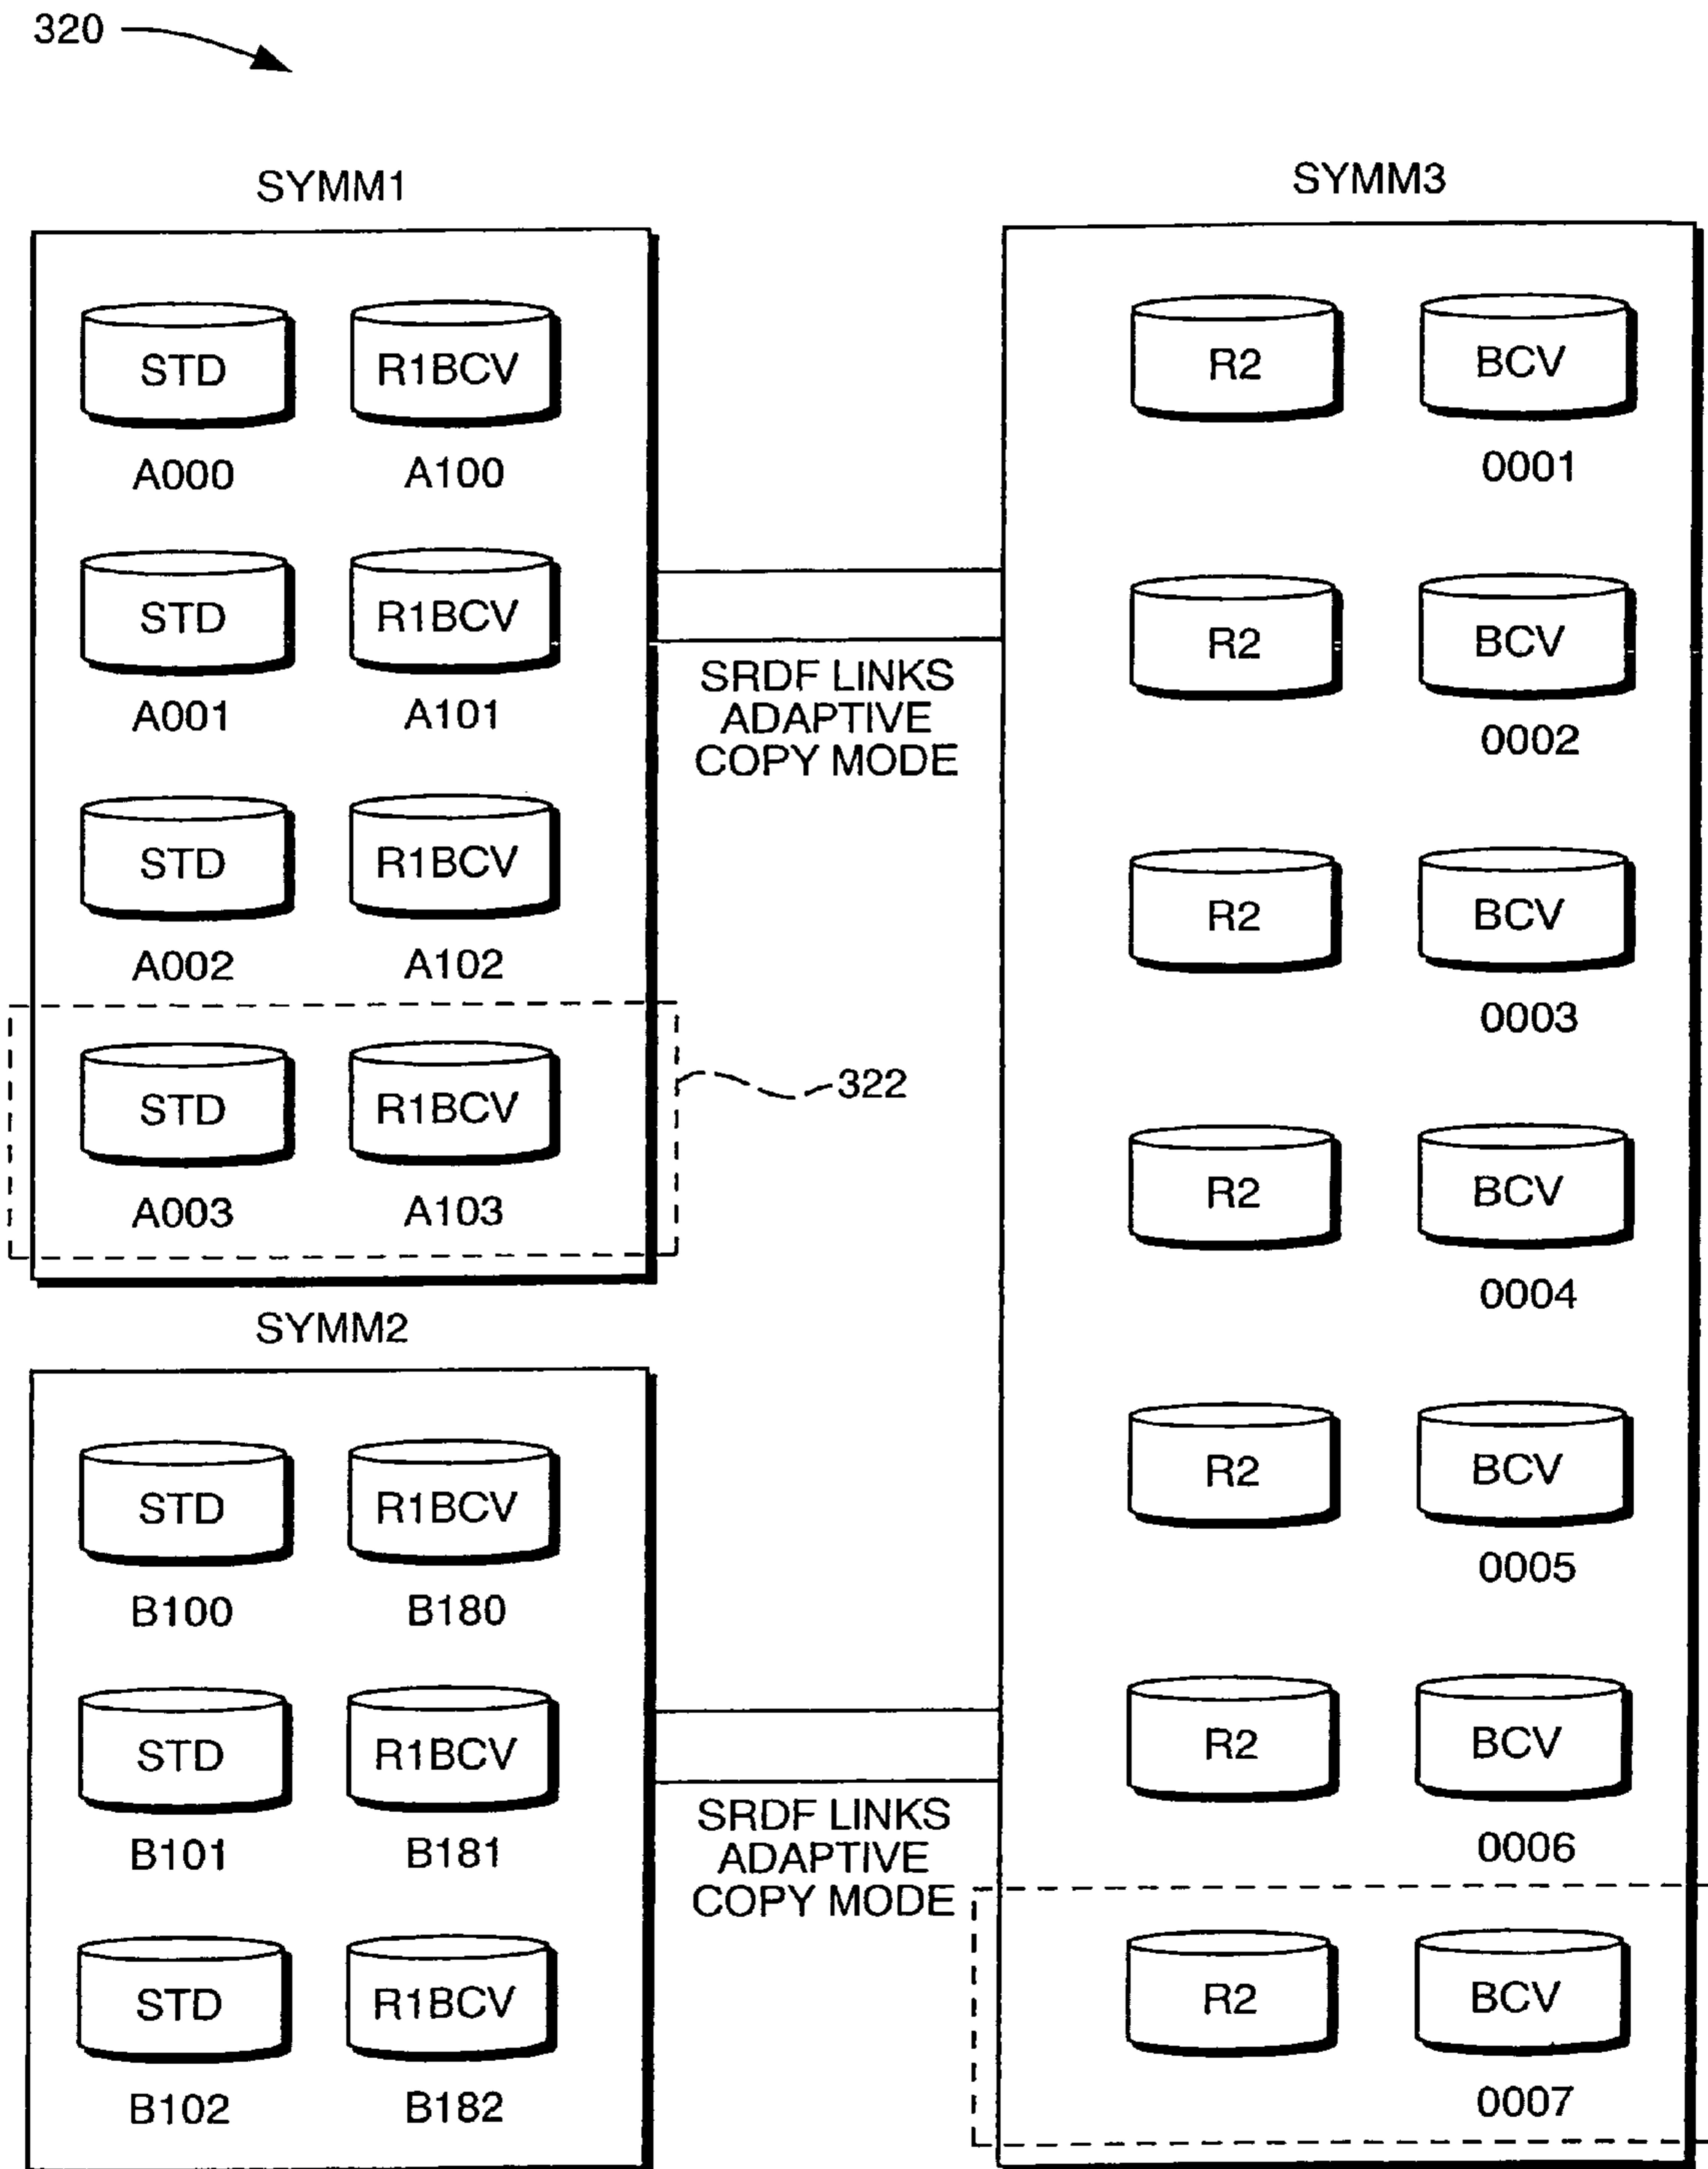 320
SYMM1
STD R1BCV
A000 A100
STD R1BCV
A001 A101
STD R1BCV
A002 A102
STD R1BCV
A003 A103
322
SRDF LINKS
ADAPTIVE
COPY MODE
SYMM2
STD R1BCV
B100 B180
STD R1BCV
B101 B181
STD R1BCV
B102 B182
SRDF LINKS
ADAPTIVE
COPY MODE
SYMM3
R2 BCV
0001
R2 BCV
0002
R2 BCV
0003
R2 BCV
0004
R2 BCV
0005
R2 BCV
0006
R2 BCV
0007